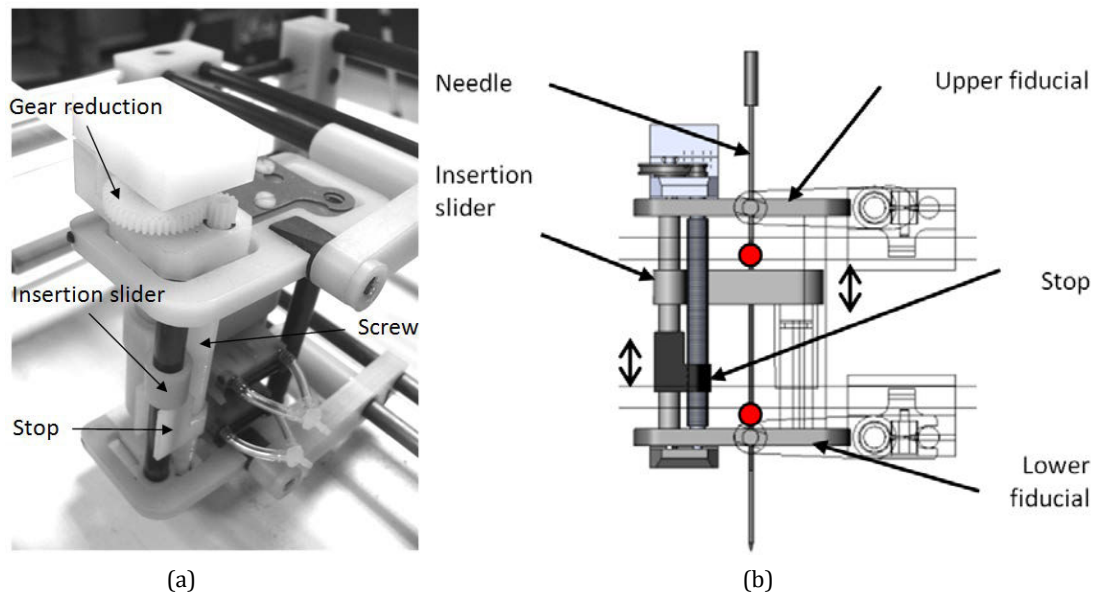 Gear reduction
Insertion slider
Screw
Stop
(a)
Needle
Upper fiducial
Insertion
slider
Stop
Lower
fiducial
(b)